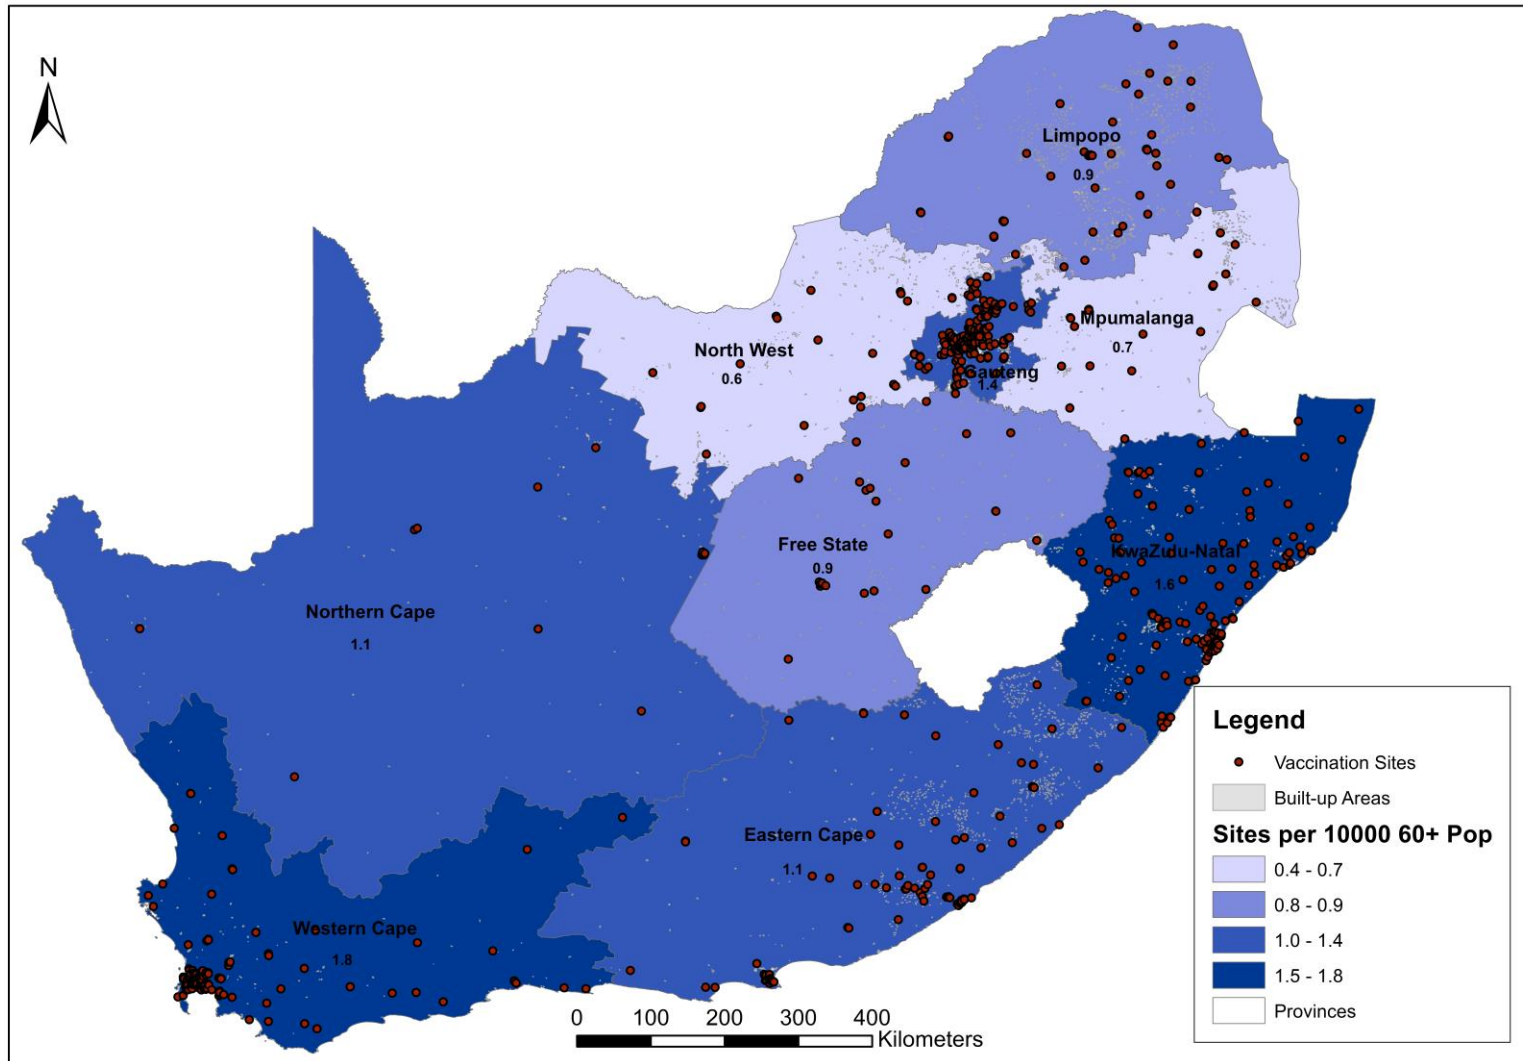 N
Limpopo
0.9
Mpumalanga
0.7
North West
0.6
Gauteng
1.4
Free State
0.9
KwaZulu-Natal
1.6
Northern Cape
1.1
Eastern Cape
1.1
Western Cape
1.8
Legend
Vaccination Sites
Built-up Areas
Sites per 10000 60+ Pop
0.4 - 0.7
0.8 - 0.9
1.0 - 1.4
1.5 - 1.8
Provinces
0 100 200 300 400
Kilometers